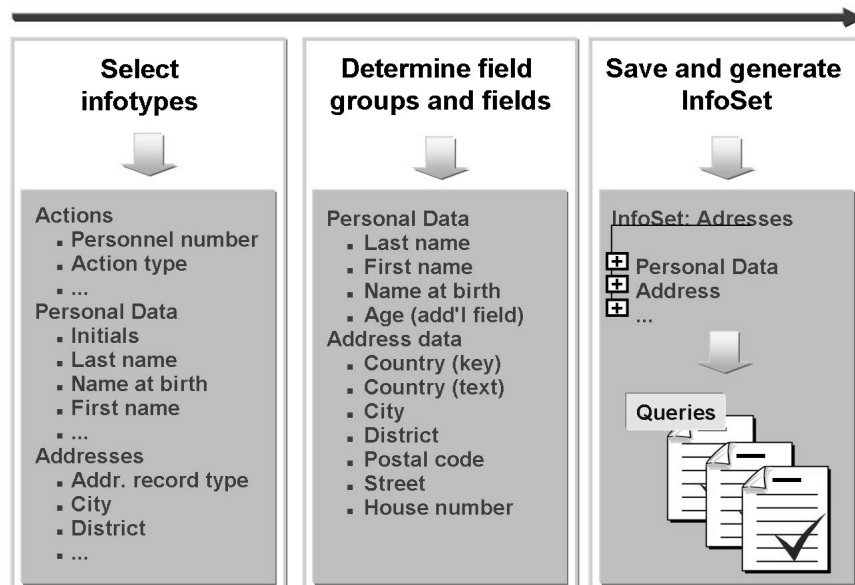 Select
infotypes
Actions
▪ Personnel number
▪ Action type
▪ ...
Personal Data
▪ Initials
▪ Last name
▪ Name at birth
▪ First name
▪ ...
Addresses
▪ Addr. record type
▪ City
▪ District
▪ ...
Determine field
groups and fields
Personal Data
▪ Last name
▪ First name
▪ Name at birth
▪ Age (add'l field)
Address data
▪ Country (key)
▪ Country (text)
▪ City
▪ District
▪ Postal code
▪ Street
▪ House number
Save and generate
InfoSet
InfoSet: Adresses
Personal Data
Address
...
Queries